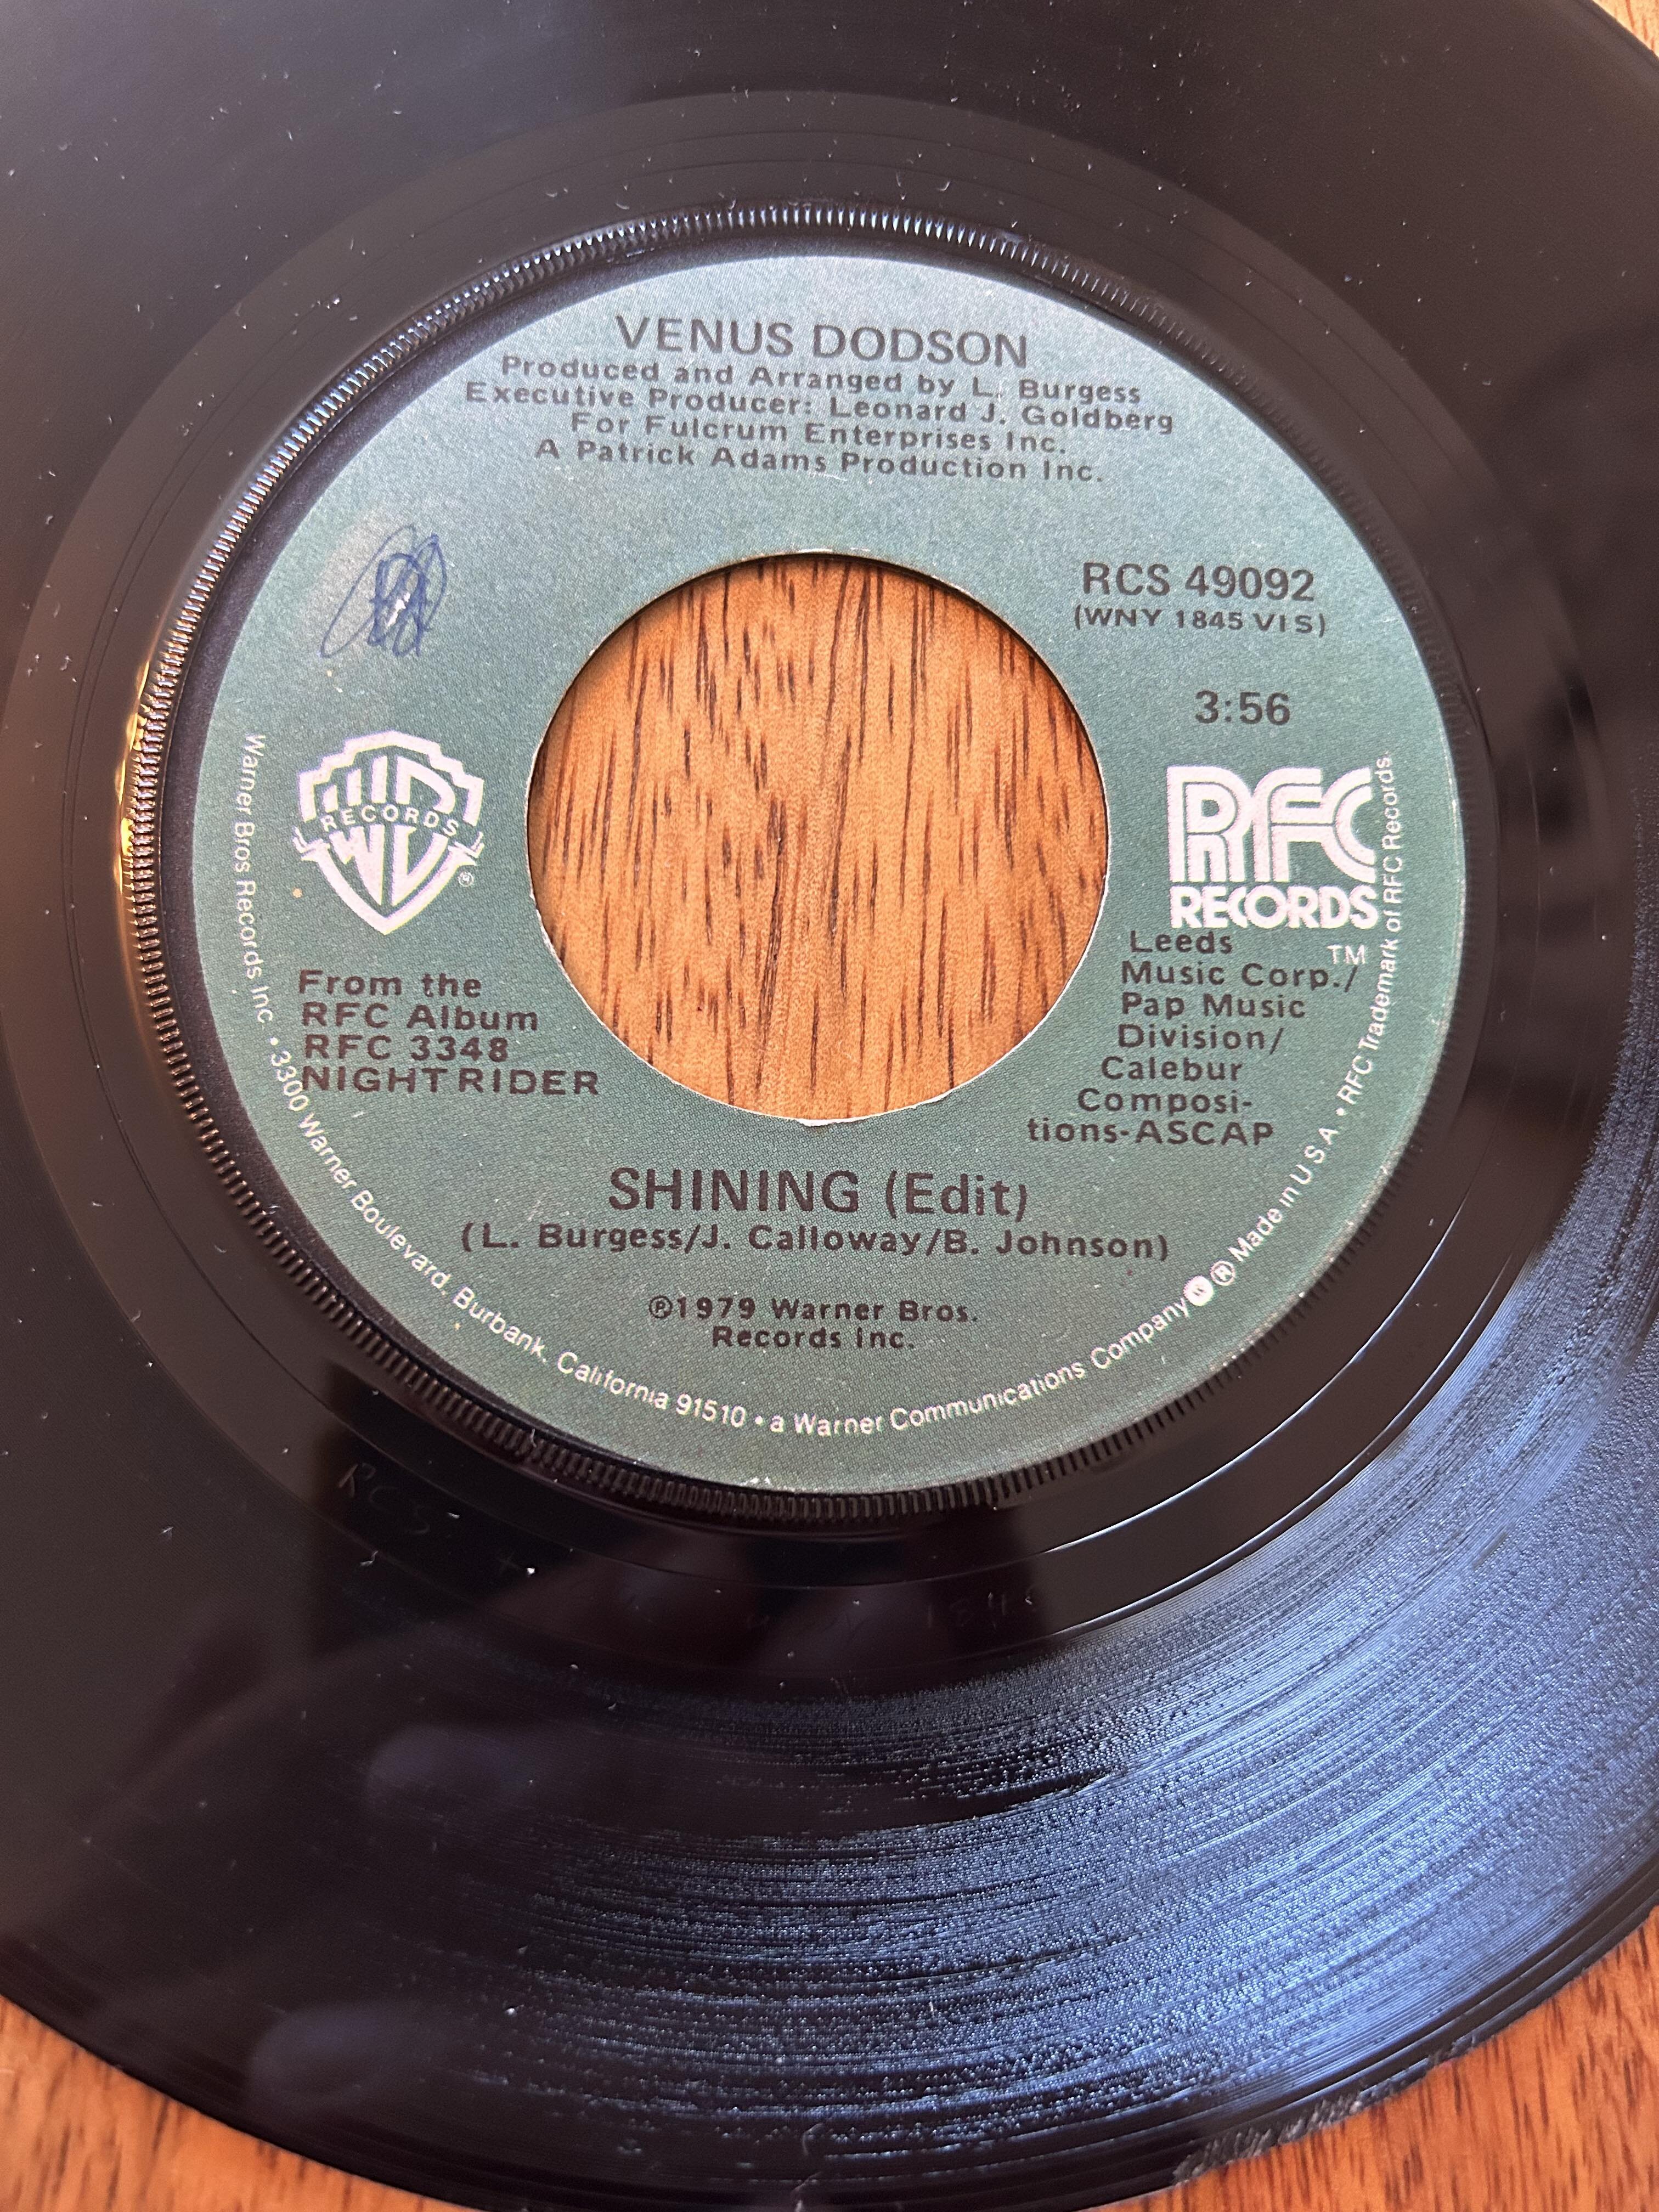 VENUS DODSON
Produced and Arranged by L. Burgess
Executive Producer: Leonard J. Goldberg
For Fulcrum Enterprises Inc.
A Patrick Adams Production Inc.
RCS 49092
(WNY 1845 VI S)
3:56
WB
RECORDS
®
RFC
RECORDS
TM
From the
RFC Album
RFC 3348
NIGHT RIDER
Leeds
Music Corp./
Pap Music
Division/
Calebur
Composi-
tions-ASCAP
SHINING (Edit)
(L. Burgess/J. Calloway/B. Johnson)
℗1979 Warner Bros.
Records Inc.
Warner Bros Records Inc. • 3300 Warner Boulevard, Burbank, California 91510 • a Warner Communications Company ® Made in U.S.A. • RFC Trademark of RFC Records
RCS